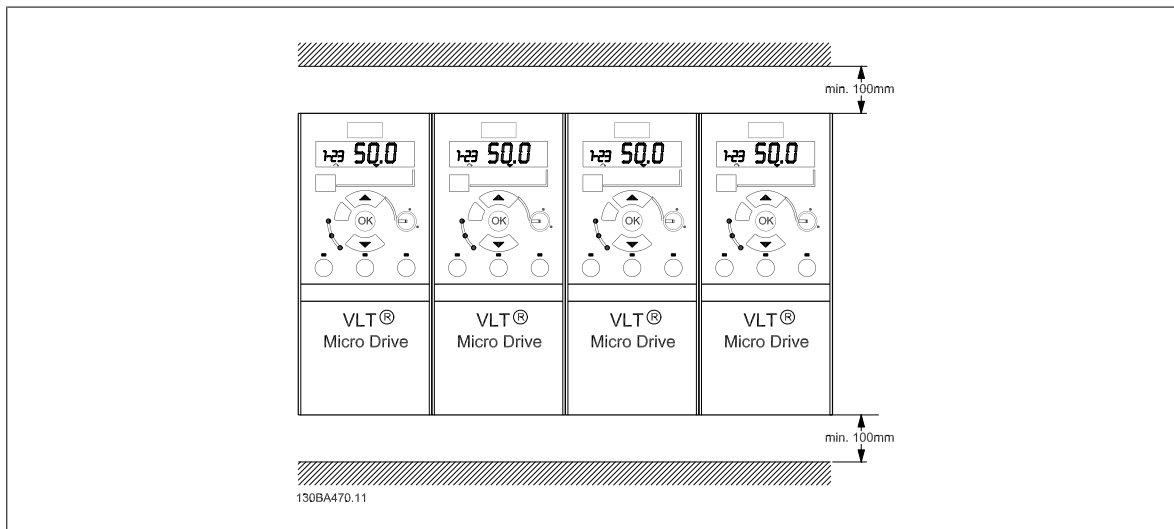 min. 100mm
1-23 50.0
1-23 50.0
1-23 50.0
1-23 50.0
OK
OK
OK
OK
VLT®
Micro Drive
VLT®
Micro Drive
VLT®
Micro Drive
VLT®
Micro Drive
min. 100mm
130BA470.11